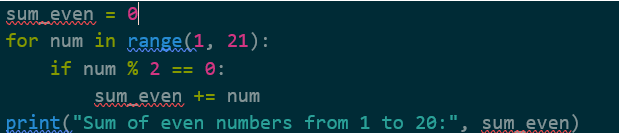 sum_even = 0
for num in range(1, 21):
    if num % 2 == 0:
        sum_even += num
print("Sum of even numbers from 1 to 20:", sum_even)